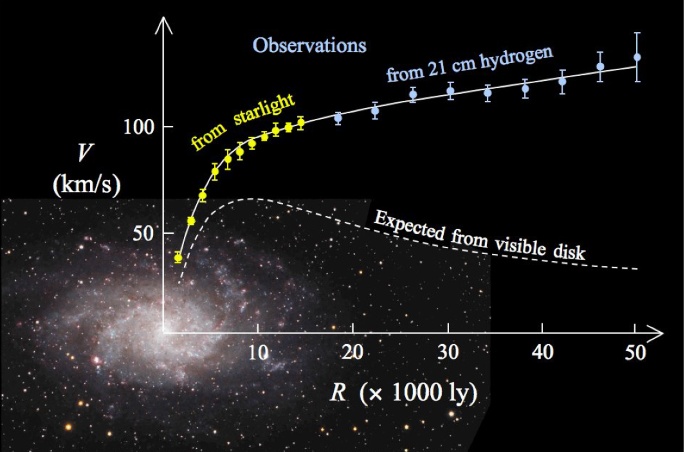 Observations
from 21 cm hydrogen
from starlight
100
V
(km/s)
50
Expected from visible disk
10
20
30
40
50
R (× 1000 ly)